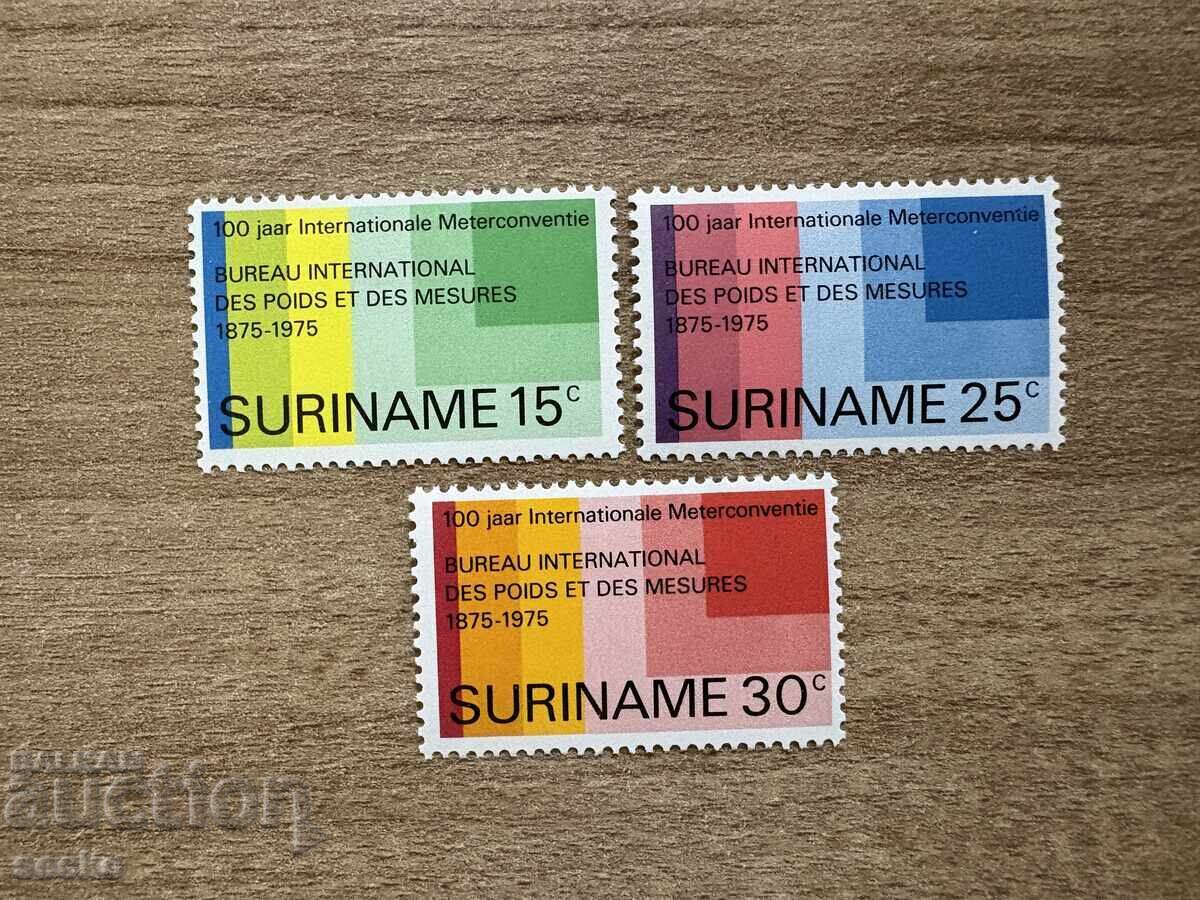 100 jaar Internationale Meterconventie
BUREAU INTERNATIONAL
DES POIDS ET DES MESURES
1875-1975
SURINAME 15c
100 jaar Internationale Meterconventie
BUREAU INTERNATIONAL
DES POIDS ET DES MESURES
1875-1975
SURINAME 25c
100 jaar Internationale Meterconventie
BUREAU INTERNATIONAL
DES POIDS ET DES MESURES
1875-1975
SURINAME 30c
BALKAN
auction